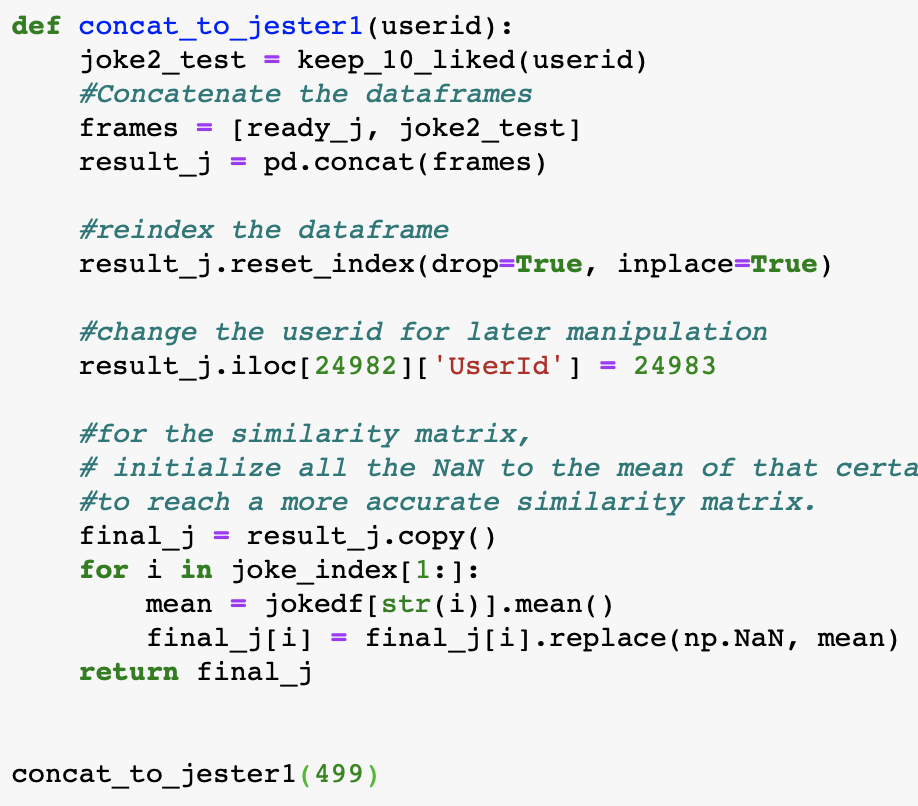 def concat_to_jester1(userid):
    joke2_test = keep_10_liked(userid)
    #Concatenate the dataframes
    frames = [ready_j, joke2_test]
    result_j = pd.concat(frames)

    #reindex the dataframe
    result_j.reset_index(drop=True, inplace=True)

    #change the userid for later manipulation
    result_j.iloc[24982]['UserId'] = 24983

    #for the similarity matrix,
    # initialize all the NaN to the mean of that certa
    #to reach a more accurate similarity matrix.
    final_j = result_j.copy()
    for i in joke_index[1:]:
        mean = jokedf[str(i)].mean()
        final_j[i] = final_j[i].replace(np.NaN, mean)
    return final_j


concat_to_jester1(499)